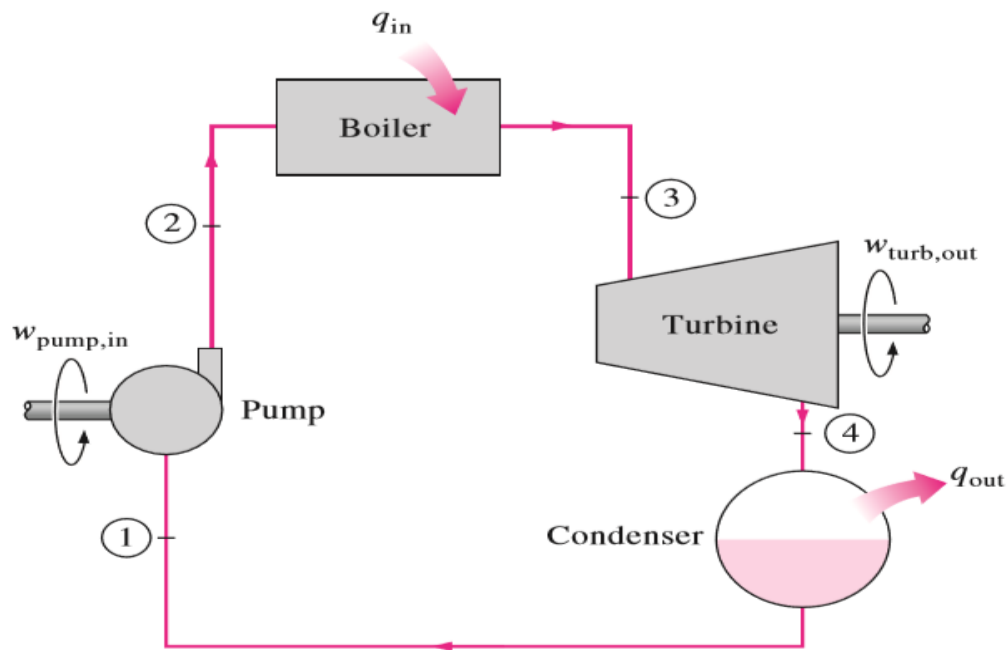 q_in
Boiler
2
3
w_turb,out
Turbine
w_pump,in
Pump
4
q_out
Condenser
1